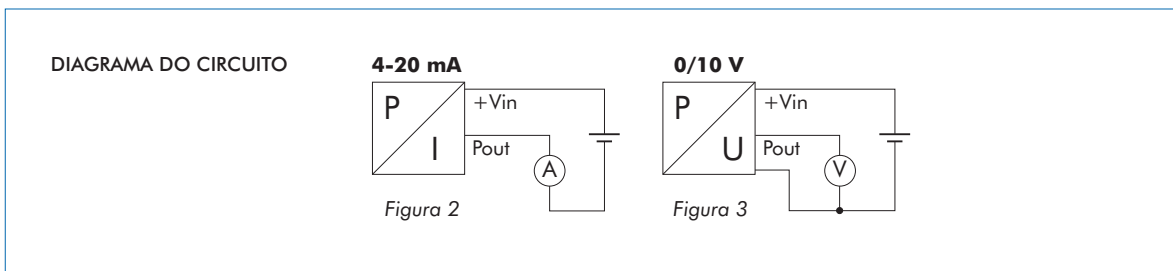 DIAGRAMA DO CIRCUITO
4-20 mA
P
I
+Vin
Pout
A
Figura 2
0/10 V
P
U
+Vin
Pout
V
Figura 3